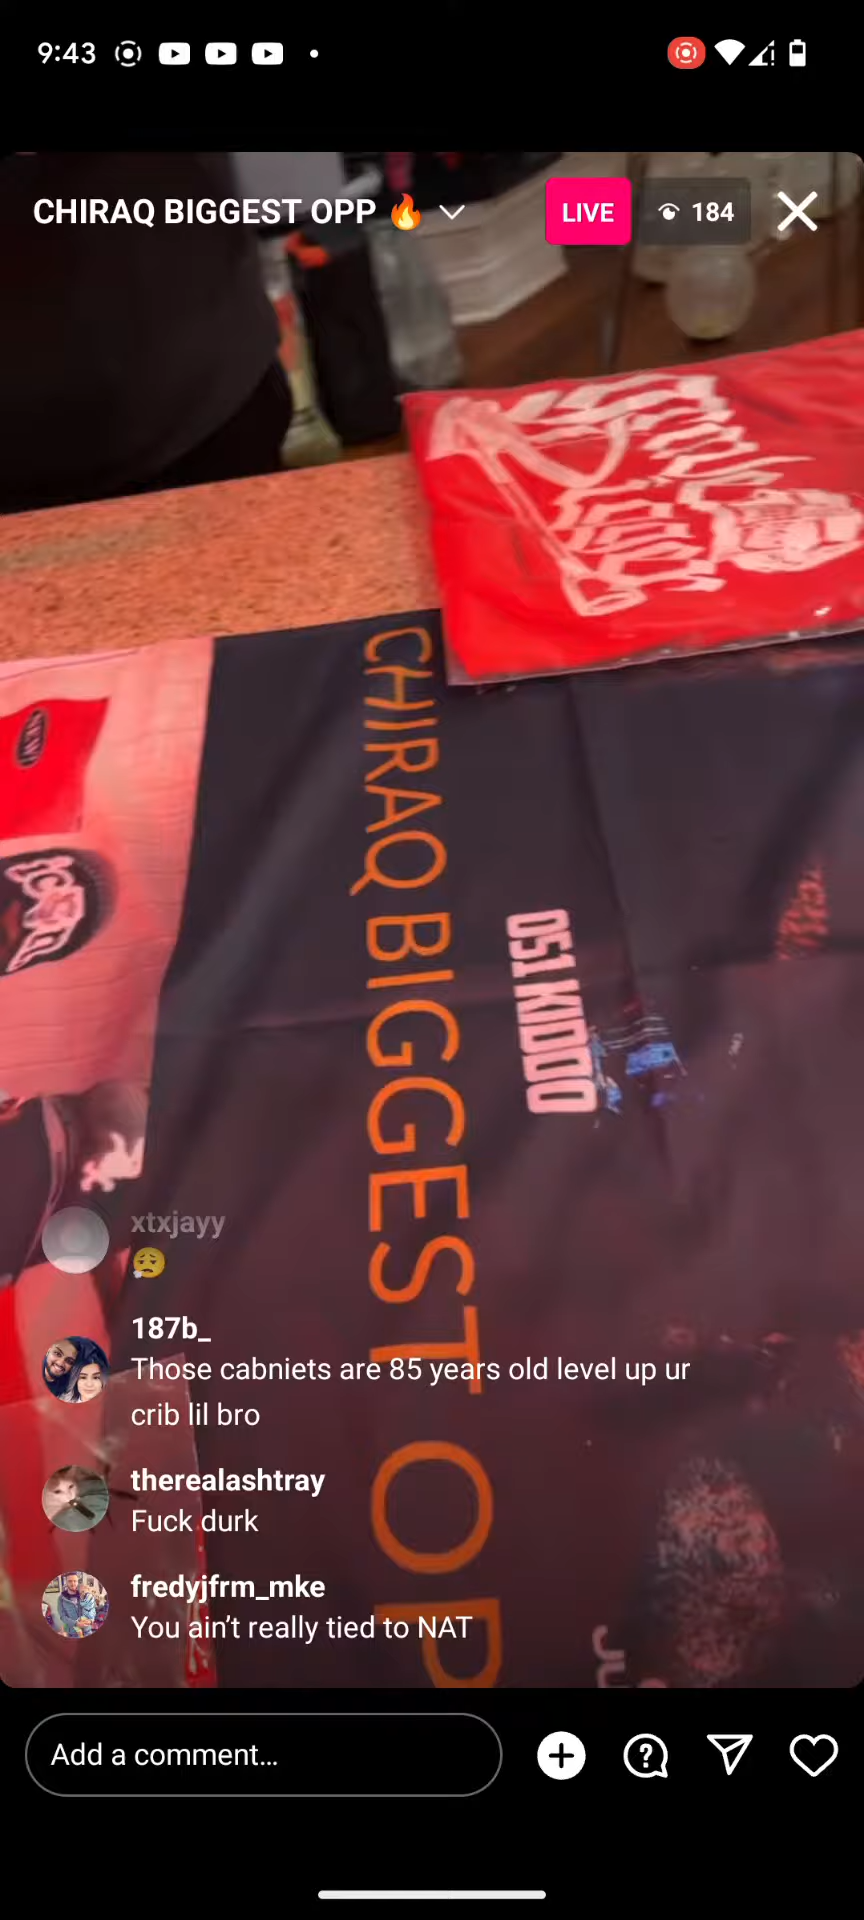 9:43
CHIRAQ BIGGEST OPP 🔥
LIVE
184
CHIRAQ BIGGEST OP
051 KIDDO
xtxjayy
😮‍💨
187b_
Those cabniets are 85 years old level up ur
crib lil bro
therealashtray
Fuck durk
fredyjfrm_mke
You ain’t really tied to NAT
Add a comment...